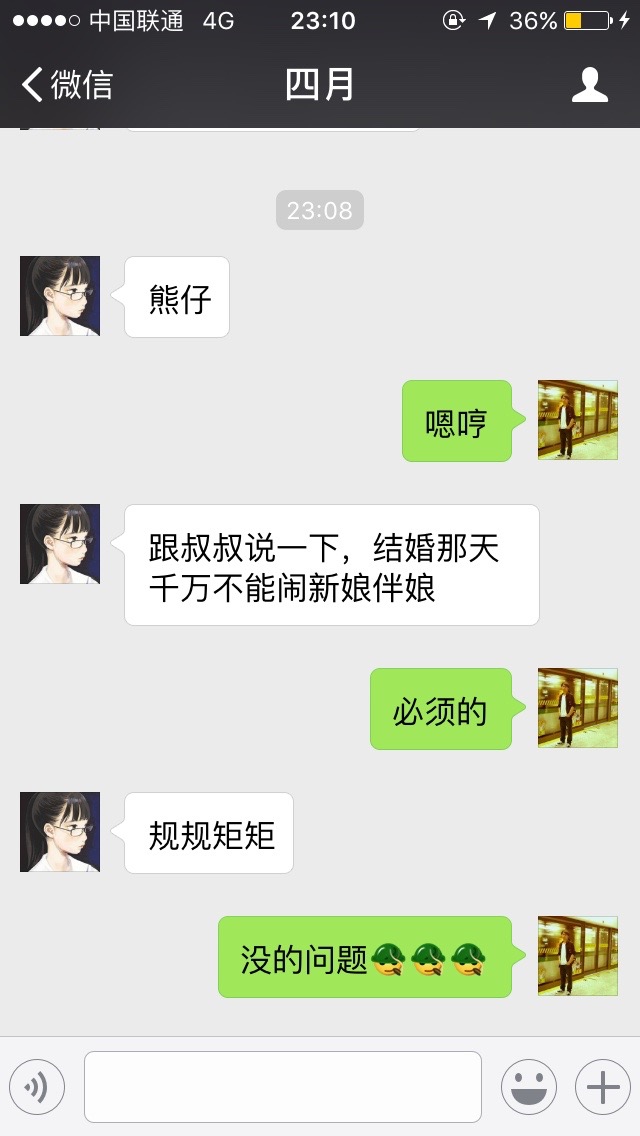 中国联通 4G 23:10 36%
微信 四月
23:08
熊仔
嗯哼
跟叔叔说一下，结婚那天
千万不能闹新娘伴娘
必须的
规规矩矩
没的问题